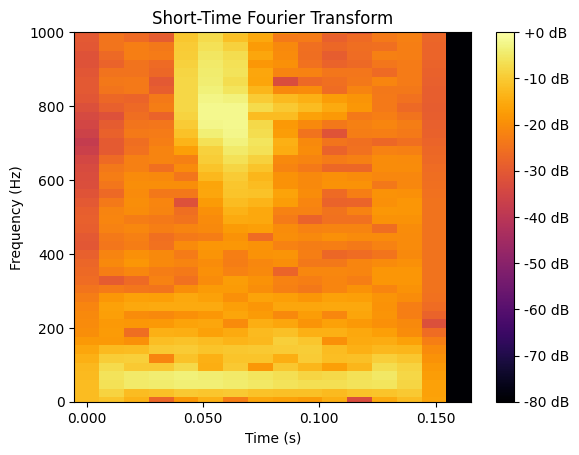 Short-Time Fourier Transform
1000
800
600
400
200
0
Frequency (Hz)
0.000
0.050
0.100
0.150
Time (s)
+0 dB
-10 dB
-20 dB
-30 dB
-40 dB
-50 dB
-60 dB
-70 dB
-80 dB